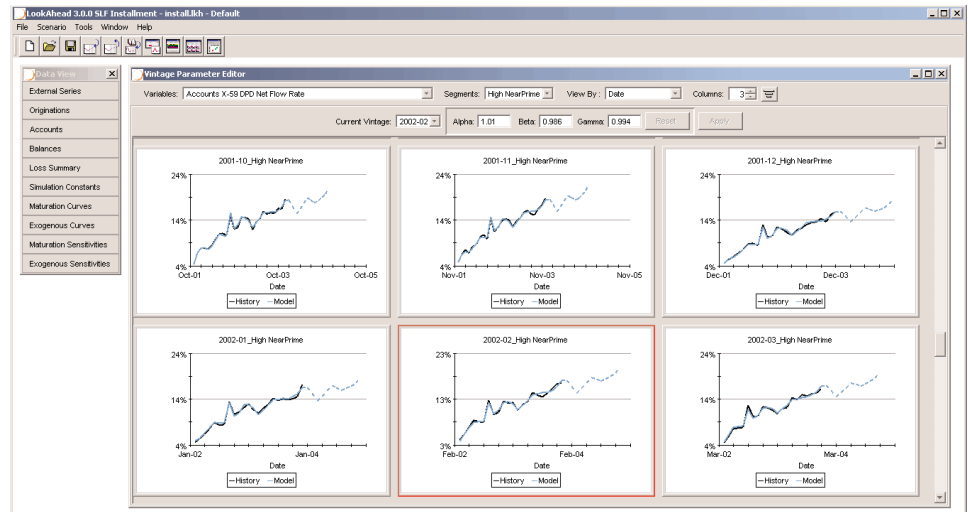 LookAhead 3.0.0 SLF Installment - install.lkh - Default
File Scenario Tools Window Help
Data View
External Series
Originations
Accounts
Balances
Loss Summary
Simulation Constants
Maturation Curves
Exogenous Curves
Maturation Sensitivities
Exogenous Sensitivities
Vintage Parameter Editor
Variables: Accounts X-59 DPD Net Flow Rate Segments: High NearPrime View By: Date Columns: 3
Current Vintage: 2002-02 Alpha: 1.01 Beta: 0.986 Gamma: 0.994 Reset Apply
2001-10_High NearPrime
24%
14%
4%
Oct-01 Oct-03 Oct-05
Date
History Model
2001-11_High NearPrime
24%
14%
4%
Nov-01 Nov-03 Nov-05
Date
History Model
2001-12_High NearPrime
24%
14%
4%
Dec-01 Dec-03
Date
History Model
2002-01_High NearPrime
24%
14%
4%
Jan-02 Jan-04
Date
History Model
2002-02_High NearPrime
23%
13%
3%
Feb-02 Feb-04
Date
History Model
2002-03_High NearPrime
24%
14%
4%
Mar-02 Mar-04
Date
History Model